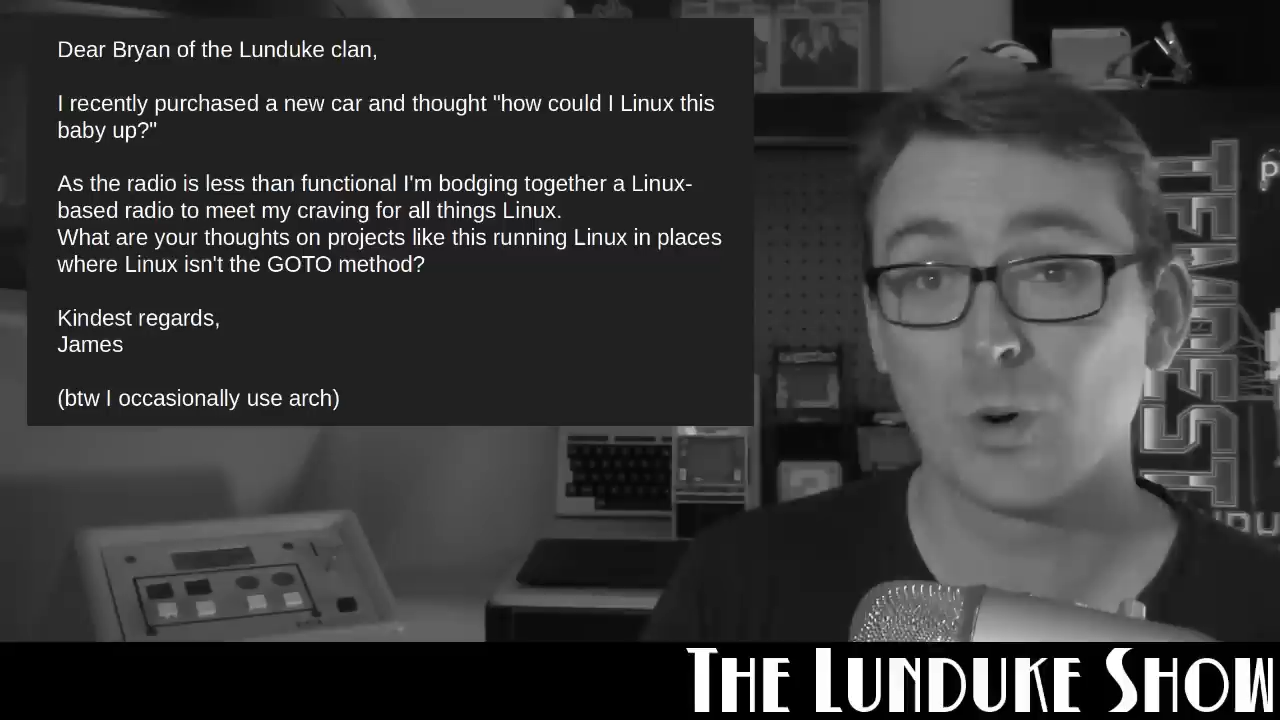 Dear Bryan of the Lunduke clan,
I recently purchased a new car and thought "how could I Linux this
baby up?"
As the radio is less than functional I'm bodging together a Linux-
based radio to meet my craving for all things Linux.
What are your thoughts on projects like this running Linux in places
where Linux isn't the GOTO method?
Kindest regards,
James
(btw I occasionally use arch)
TEMPEST
THE LUNDUKE SHOW